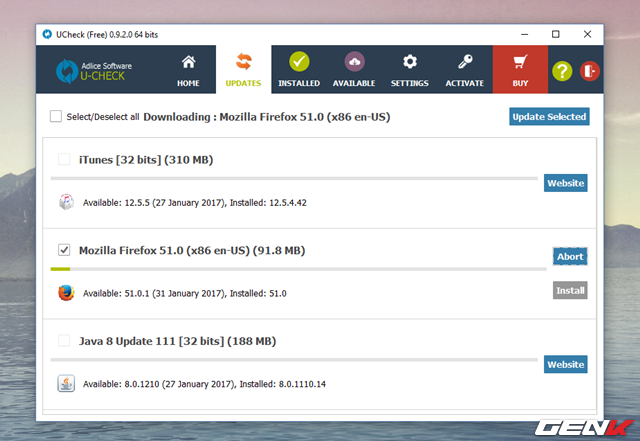 UCheck (Free) 0.9.2.0 64 bits
Adlice Software
U-CHECK
HOME
UPDATES
INSTALLED
AVAILABLE
SETTINGS
ACTIVATE
BUY
?
Select/Deselect all Downloading : Mozilla Firefox 51.0 (x86 en-US)
Update Selected
iTunes [32 bits] (310 MB)
Website
Available: 12.5.5 (27 January 2017), Installed: 12.5.4.42
Mozilla Firefox 51.0 (x86 en-US) (91.8 MB)
Abort
Available: 51.0.1 (31 January 2017), Installed: 51.0
Install
Java 8 Update 111 [32 bits] (188 MB)
Website
Available: 8.0.1210 (27 January 2017), Installed: 8.0.1110.14
GENK